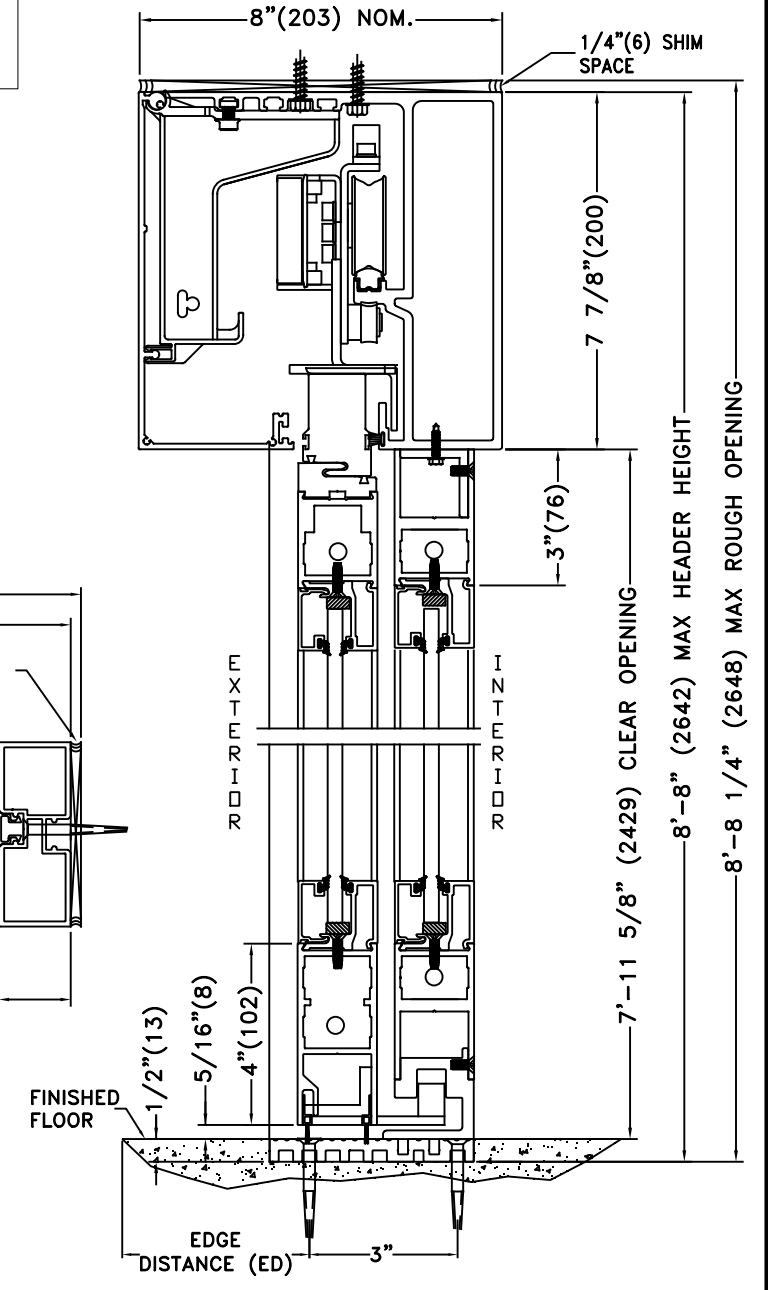 8”(203) NOM.
1/4”(6) SHIM
SPACE
7 7/8”(200)
3”(76)
EXTERIOR
INTERIOR
7’-11 5/8” (2429) CLEAR OPENING
8’-8” (2642) MAX HEADER HEIGHT
8’-8 1/4” (2648) MAX ROUGH OPENING
1/2”(13)
5/16”(8)
4”(102)
FINISHED
FLOOR
EDGE
DISTANCE (ED)
3”